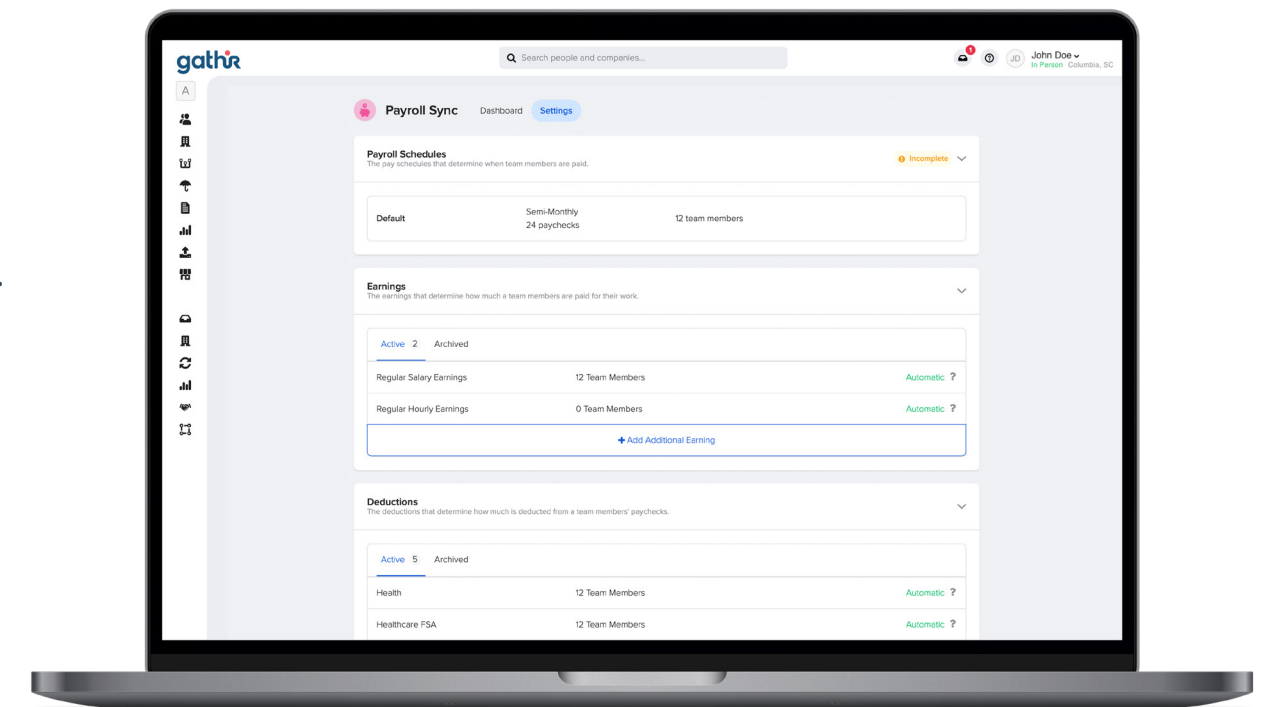 gathr
Search people and companies...
1
JD
John Doe
In Person Columbia, SC
A
Payroll Sync
Dashboard
Settings
Payroll Schedules
The pay schedules that determine when team members are paid.
Incomplete
Default
Semi-Monthly
24 paychecks
12 team members
Earnings
The earnings that determine how much a team members are paid for their work.
Active 2 Archived
Regular Salary Earnings 12 Team Members Automatic ?
Regular Hourly Earnings 0 Team Members Automatic ?
+ Add Additional Earning
Deductions
The deductions that determine how much is deducted from a team members' paychecks.
Active 5 Archived
Health 12 Team Members Automatic ?
Healthcare FSA 12 Team Members Automatic ?